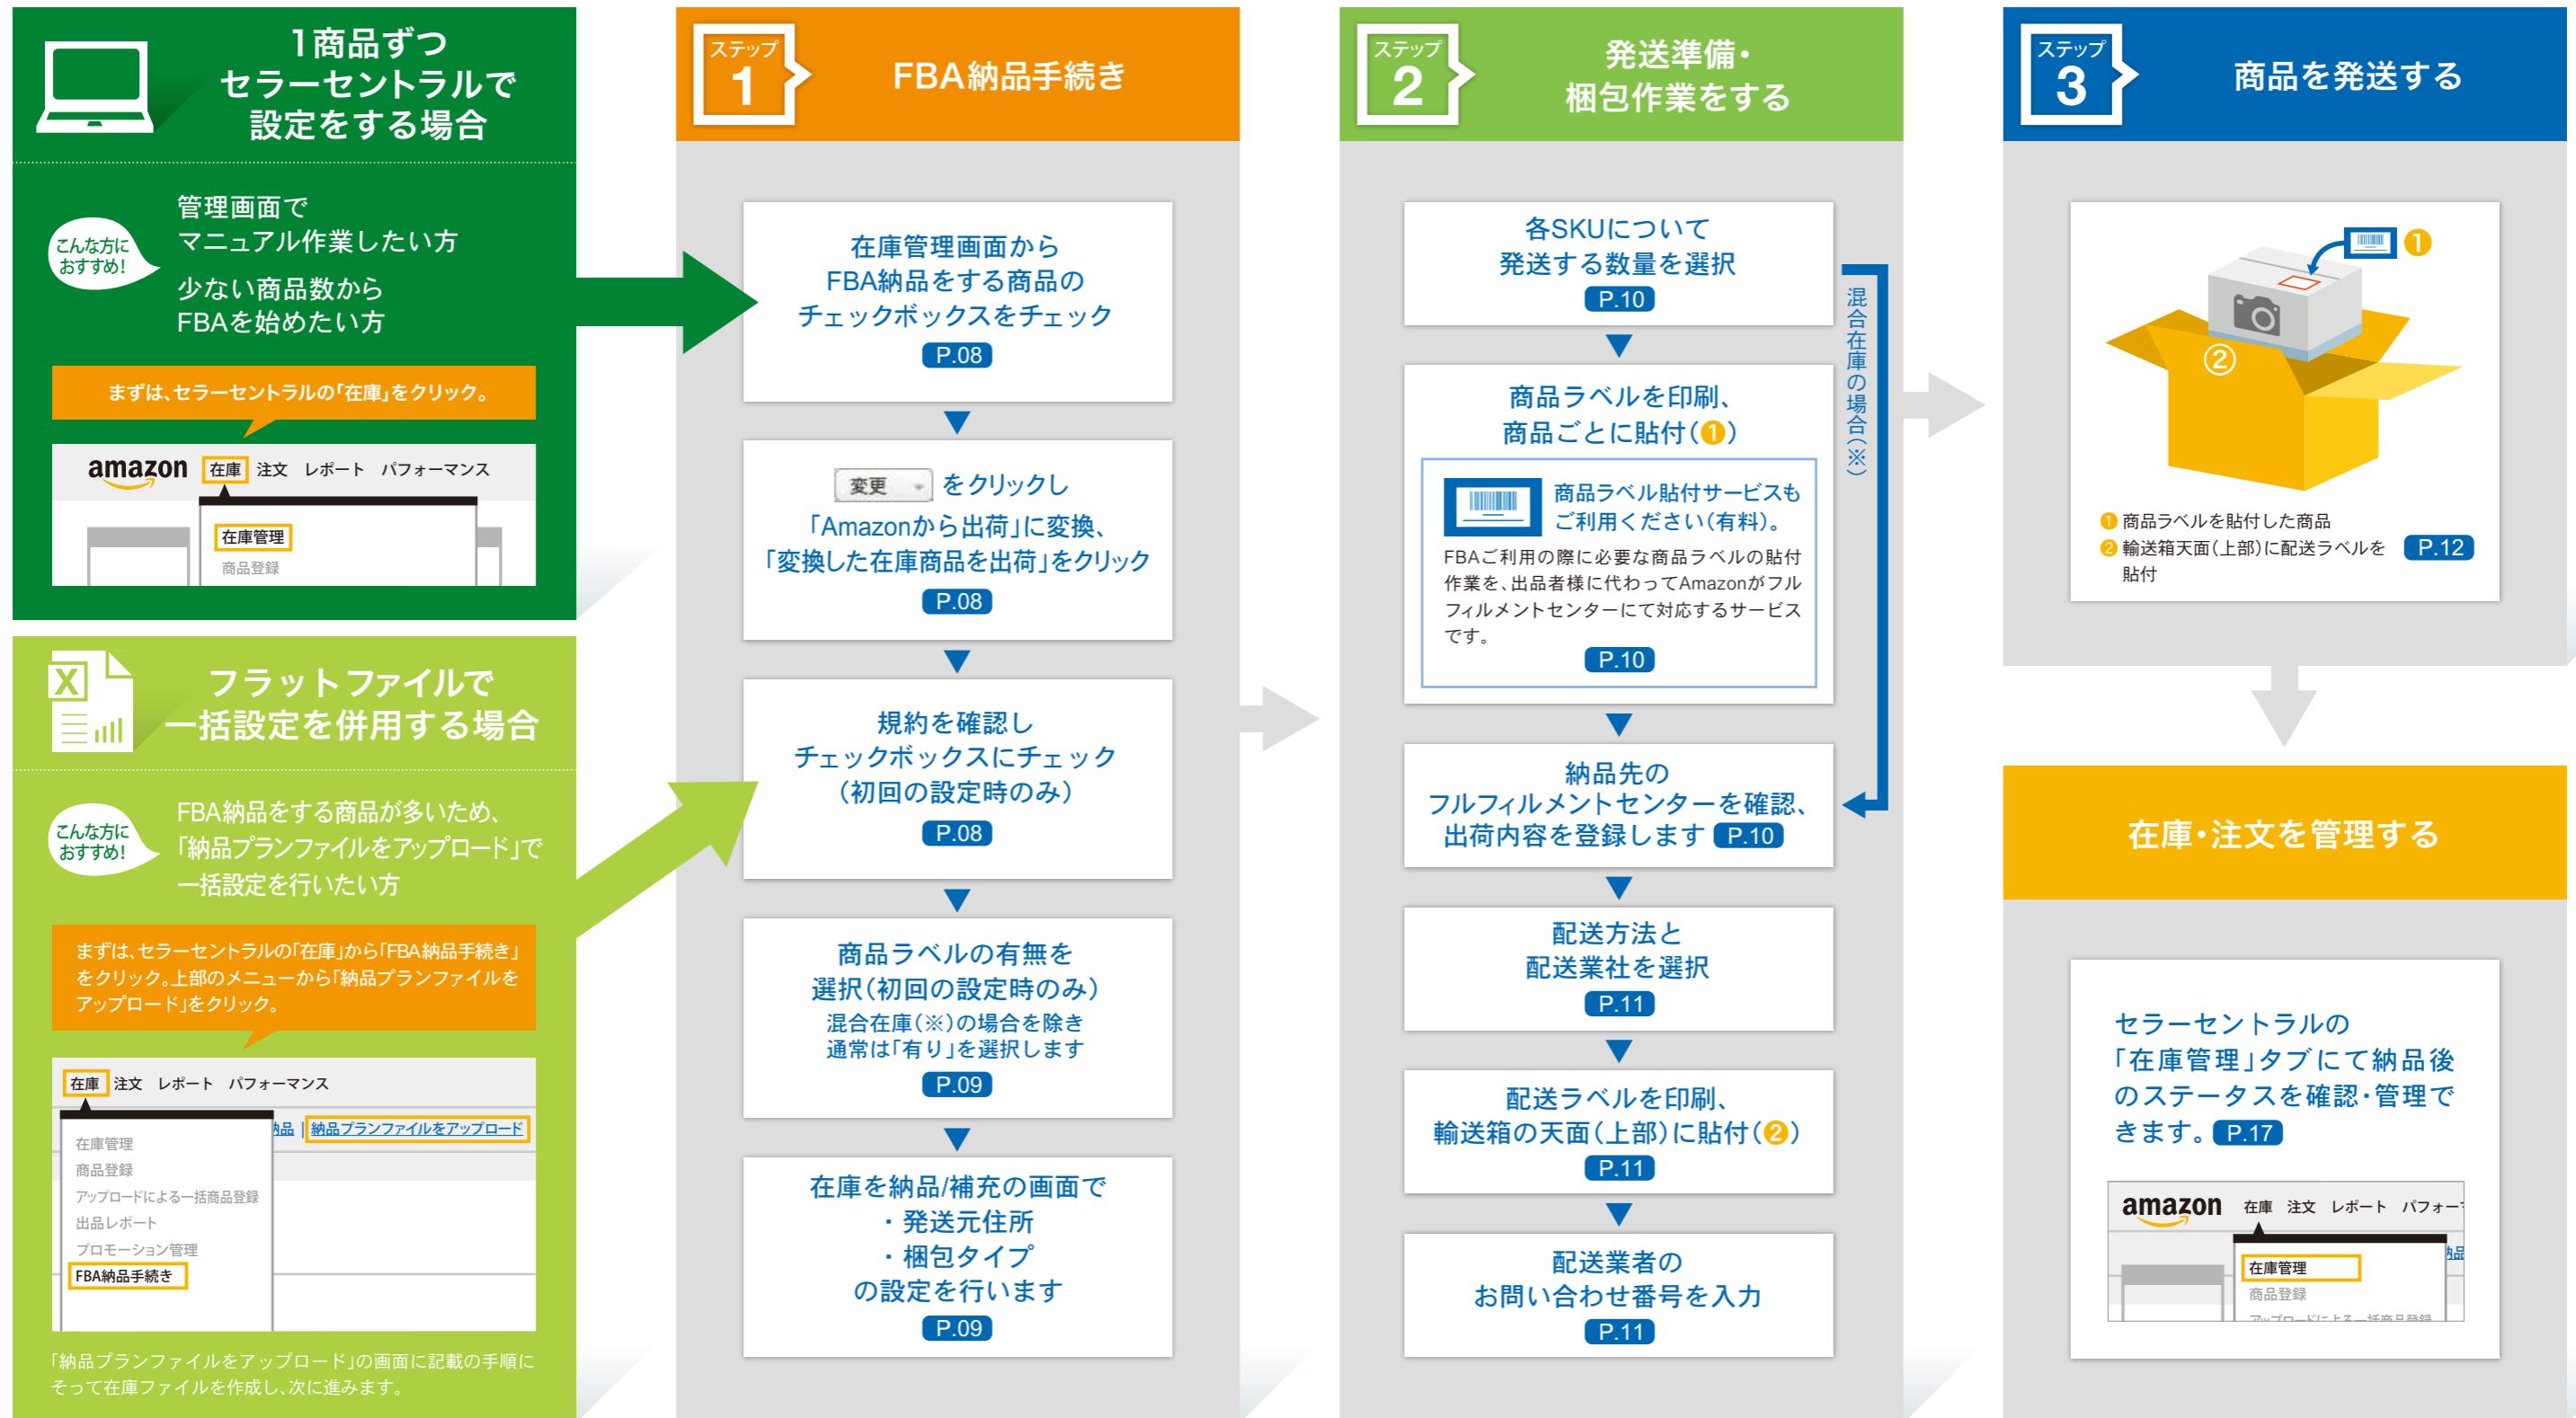 1商品ずつ
セラーセントラルで
設定をする場合
こんな方に
おすすめ!
管理画面で
マニュアル作業したい方
少ない商品数から
FBAを始めたい方
まずは、セラーセントラルの「在庫」をクリック。
amazon 在庫 注文 レポート パフォーマンス
在庫管理
商品登録
フラットファイルで
一括設定を併用する場合
こんな方に
おすすめ!
FBA納品をする商品が多いため、
「納品プランファイルをアップロード」で
一括設定を行いたい方
まずは、セラーセントラルの「在庫」から「FBA納品手続き」
をクリック。上部のメニューから「納品プランファイルを
アップロード」をクリック。
在庫 注文 レポート パフォーマンス
納品 | 納品プランファイルをアップロード
在庫管理
商品登録
アップロードによる一括商品登録
出品レポート
プロモーション管理
FBA納品手続き
「納品プランファイルをアップロード」の画面に記載の手順に
そって在庫ファイルを作成し、次に進みます。
ステップ
1
FBA納品手続き
在庫管理画面から
FBA納品をする商品の
チェックボックスをチェック
P.08
変更 をクリックし
「Amazonから出荷」に変換、
「変換した在庫商品を出荷」をクリック
P.08
規約を確認し
チェックボックスにチェック
(初回の設定時のみ)
P.08
商品ラベルの有無を
選択(初回の設定時のみ)
混合在庫(※)の場合を除き
通常は「有り」を選択します
P.09
在庫を納品/補充の画面で
・発送元住所
・梱包タイプ
の設定を行います
P.09
ステップ
2
発送準備・
梱包作業をする
各SKUについて
発送する数量を選択
P.10
混合在庫の場合(※)
商品ラベルを印刷、
商品ごとに貼付(❶)
商品ラベル貼付サービスも
ご利用ください(有料)。
FBAご利用の際に必要な商品ラベルの貼付
作業を、出品者様に代わってAmazonがフル
フィルメントセンターにて対応するサービス
です。
P.10
納品先の
フルフィルメントセンターを確認、
出荷内容を登録します P.10
配送方法と
配送業社を選択
P.11
配送ラベルを印刷、
輸送箱の天面(上部)に貼付(❷)
P.11
配送業者の
お問い合わせ番号を入力
P.11
ステップ
3
商品を発送する
❶
②
❶ 商品ラベルを貼付した商品
❷ 輸送箱天面(上部)に配送ラベルを P.12
貼付
在庫・注文を管理する
セラーセントラルの
「在庫管理」タブにて納品後
のステータスを確認・管理で
きます。 P.17
amazon 在庫 注文 レポート パフォー
納品
在庫管理
商品登録
アップロードによる一括商品登録